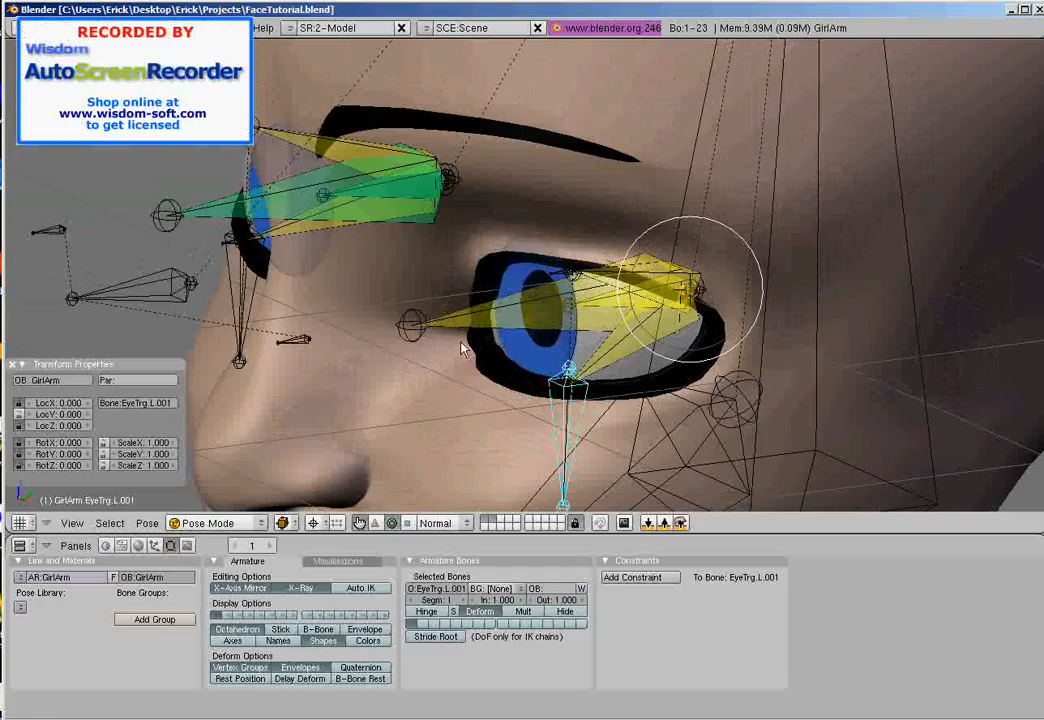 Blender [C:\Users\Erick\Desktop\Erick\Projects\FaceTutorial.blend]
Help SR:2-Model SCE:Scene www.blender.org 246 Bo:1-23 | Mem:9.39M (0.09M) GirlArm
RECORDED BY
Wisdom
AutoScreenRecorder
Shop online at
www.wisdom-soft.com
to get licensed
Transform Properties
OB: GirlArm Par:
LocX: 0.000 Bone:EyeTrg.L.001
LocY: 0.000
LocZ: 0.000
RotX: 0.000 ScaleX: 1.000
RotY: 0.000 ScaleY: 1.000
RotZ: 0.000 ScaleZ: 1.000
(1) GirlArm EyeTrg.L.001
View Select Pose Pose Mode Normal
Panels 1
Link and Materials Armature Visualisations Armature Bones Constraints
AR:GirlArm F OB:GirlArm
Pose Library: Bone Groups:
Add Group
Editing Options
X-Axis Mirror X-Ray Auto IK
Display Options
Octahedron Stick B-Bone Envelope
Axes Names Shapes Colors
Deform Options
Vertex Groups Envelopes Quaternion
Rest Position Delay Deform B-Bone Rest
Selected Bones
O:EyeTrg.L.001 BG: [None] OB: W
Segm: 1 In: 1.000 Out: 1.000
Hinge S Deform Mult Hide
Stride Root (DoF only for IK chains)
Add Constraint To Bone: EyeTrg.L.001